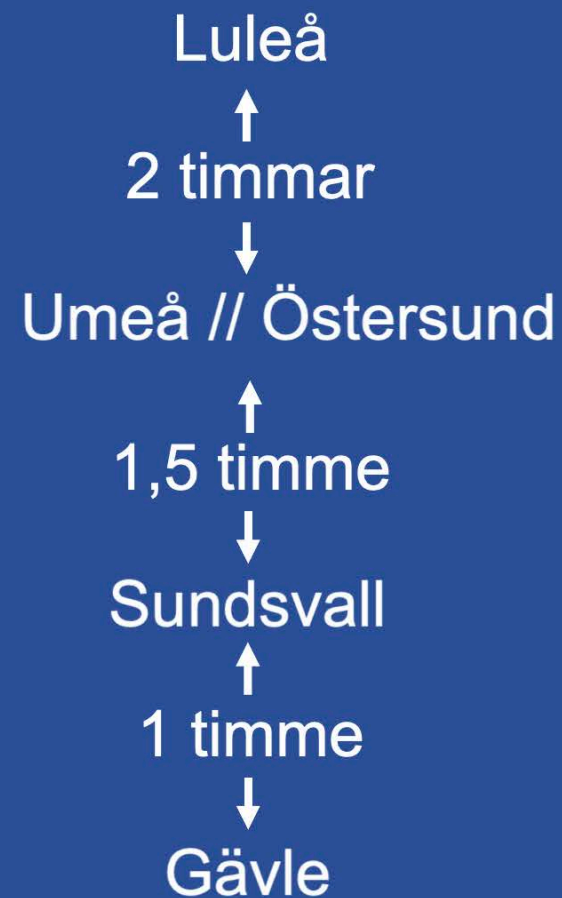 Luleå
2 timmar
Umeå // Östersund
1,5 timme
Sundsvall
1 timme
Gävle